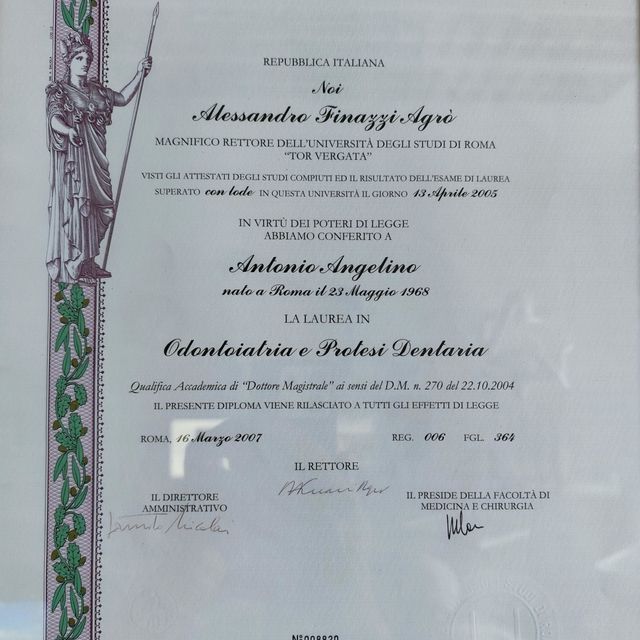 REPUBBLICA ITALIANA
Noi
Alessandro Finazzi Agrò
MAGNIFICO RETTORE DELL'UNIVERSITÀ DEGLI STUDI DI ROMA
"TOR VERGATA"
VISTI GLI ATTESTATI DEGLI STUDI COMPIUTI ED IL RISULTATO DELL'ESAME DI LAUREA
SUPERATO con lode IN QUESTA UNIVERSITÀ IL GIORNO 13 Aprile 2005
IN VIRTÙ DEI POTERI DI LEGGE
ABBIAMO CONFERITO A
Antonio Angelino
nato a Roma il 23 Maggio 1968
LA LAUREA IN
Odontoiatria e Protesi Dentaria
Qualifica Accademica di "Dottore Magistrale" ai sensi del D.M. n. 270 del 22.10.2004
IL PRESENTE DIPLOMA VIENE RILASCIATO A TUTTI GLI EFFETTI DI LEGGE
ROMA, 16 Marzo 2007 REG. 006 FGL. 364
IL RETTORE
IL DIRETTORE
AMMINISTRATIVO
IL PRESIDE DELLA FACOLTÀ DI
MEDICINA E CHIRURGIA
Nº008820